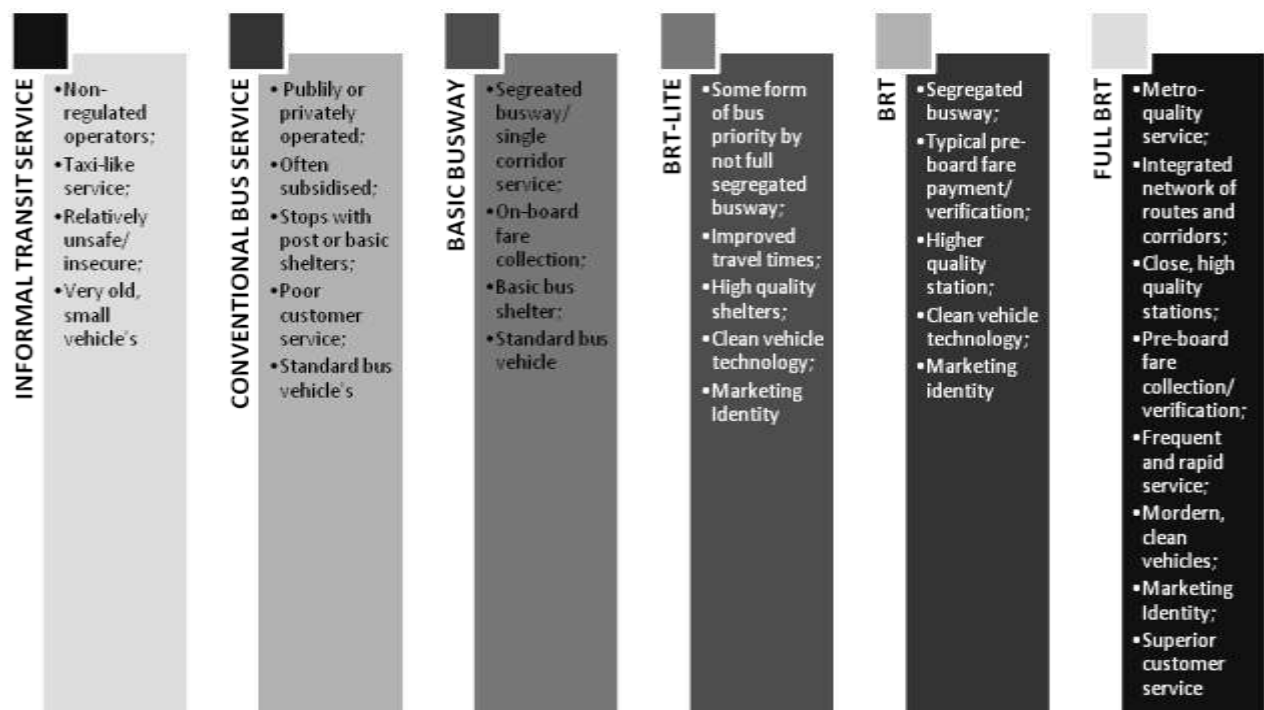 INFORMAL TRANSIT SERVICE
•Non-
regulated
operators;
•Taxi-like
service;
•Relatively
unsafe/
insecure;
•Very old,
small
vehicle's
CONVENTIONAL BUS SERVICE
• Publily or
privately
operated;
•Often
subsidised;
•Stops with
post or basic
shelters;
•Poor
customer
service;
•Standard bus
vehicle's
BASIC BUSWAY
•Segreated
busway/
single
corridor
service;
•On-board
fare
collection;
•Basic bus
shelter;
•Standard bus
vehicle
BRT-LITE
•Some form
of bus
priority by
not full
segregated
busway;
•Improved
travel times;
•High quality
shelters;
•Clean vehicle
technology;
•Marketing
Identity
BRT
•Segregated
busway;
•Typical pre-
board fare
payment/
verification;
•Higher
quality
station;
•Clean vehicle
technology;
•Marketing
identity
FULL BRT
•Metro-
quality
service;
•Integrated
network of
routes and
corridors;
•Close, high
quality
stations;
•Pre-board
fare
collection/
verification;
•Frequent
and rapid
service;
•Mordern,
clean
vehicles;
•Marketing
Identity;
•Superior
customer
service